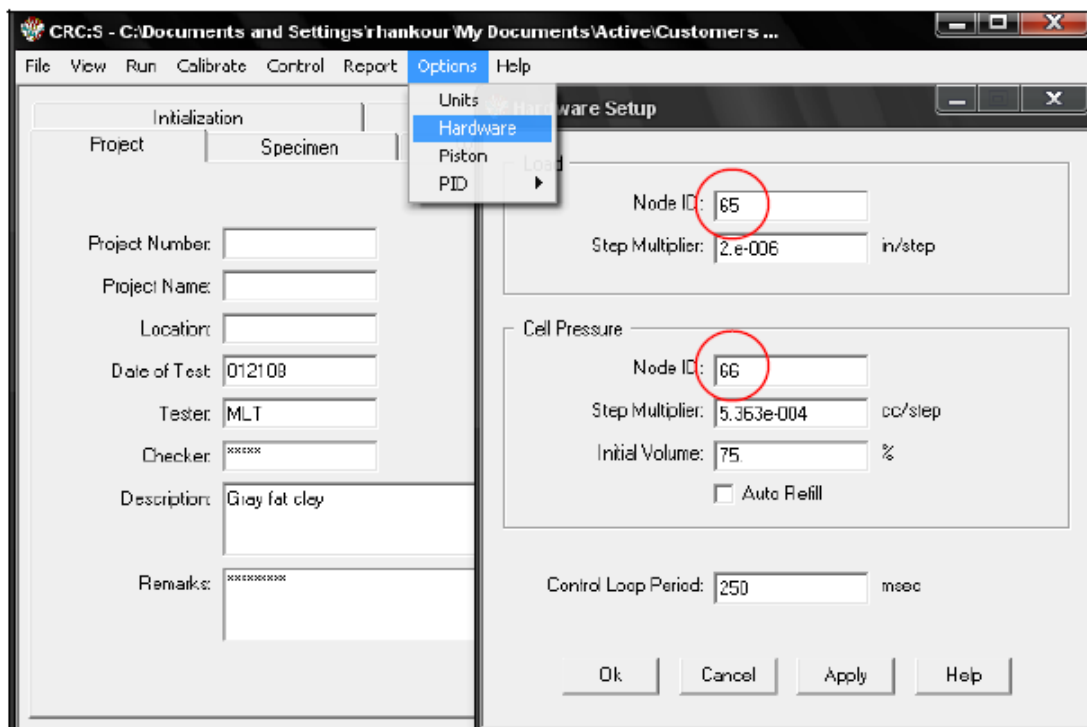 CRC:S - C:\Documents and Settings\rhankour\My Documents\Active\Customers ...
File View Run Calibrate Control Report Options Help
Units
Hardware
Piston
PID
Initialization
Project Specimen
Project Number:
Project Name:
Location:
Date of Test: 012108
Tester: MLT
Checker: *****
Description: Gray fat clay
Remarks: *********
Hardware Setup
Load
Node ID: 65
Step Multiplier: 2.e-006 in/step
Cell Pressure
Node ID: 66
Step Multiplier: 5.363e-004 cc/step
Initial Volume: 75. %
Auto Refill
Control Loop Period: 250 msec
Ok Cancel Apply Help